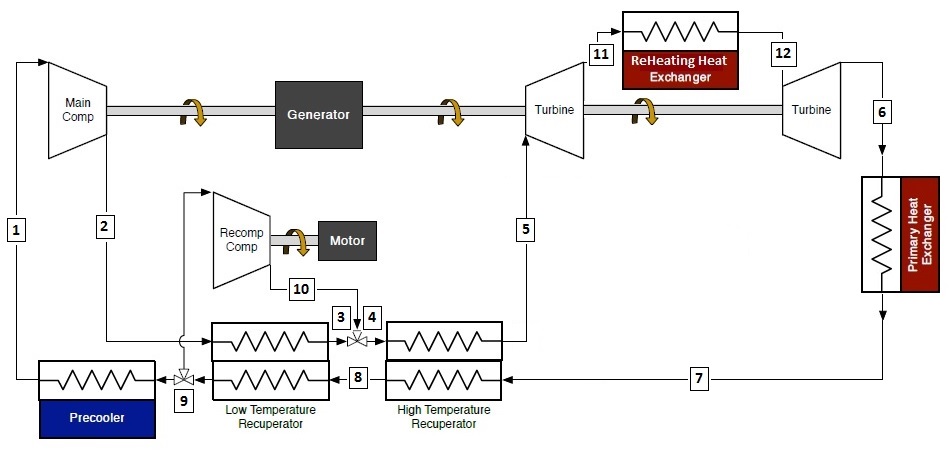 11
ReHeating Heat
Exchanger
12
Main
Comp
Generator
Turbine
Turbine
6
1
2
Recomp
Comp
Motor
5
Primary Heat
Exchanger
10
3
4
8
7
9
Precooler
Low Temperature
Recuperator
High Temperature
Recuperator